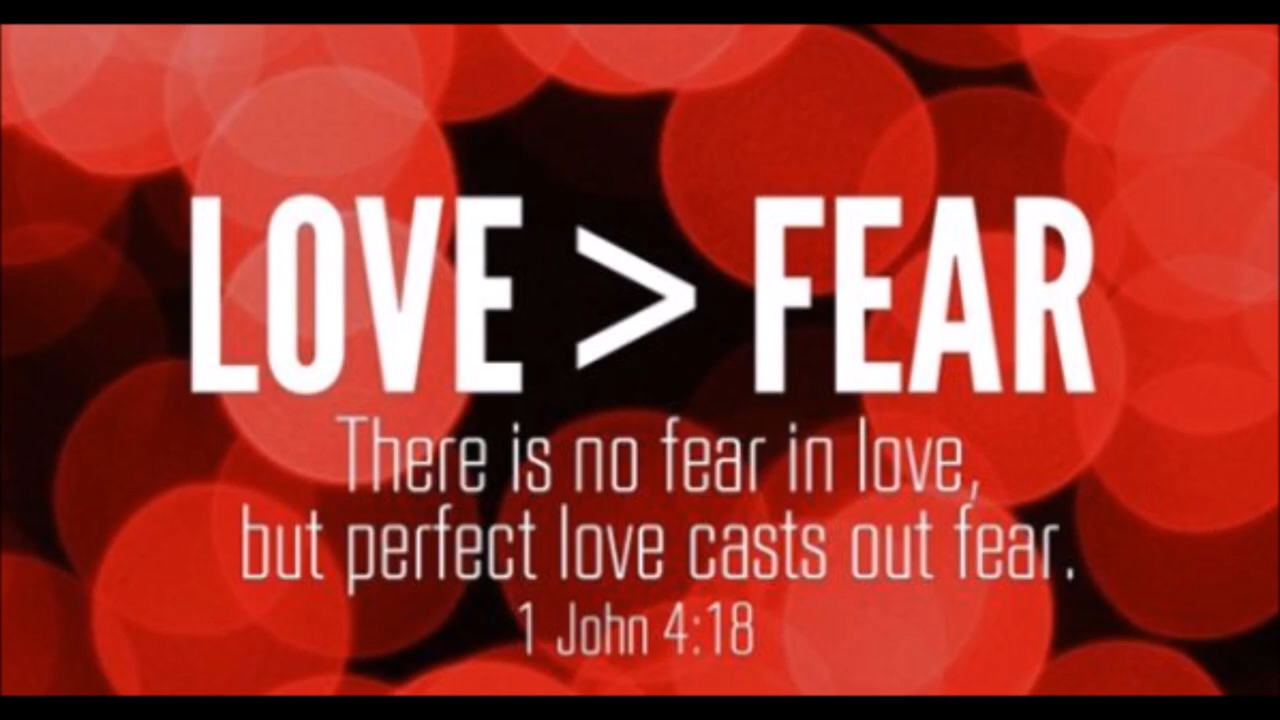 LOVE > FEAR
There is no fear in love,
but perfect love casts out fear.
1 John 4:18